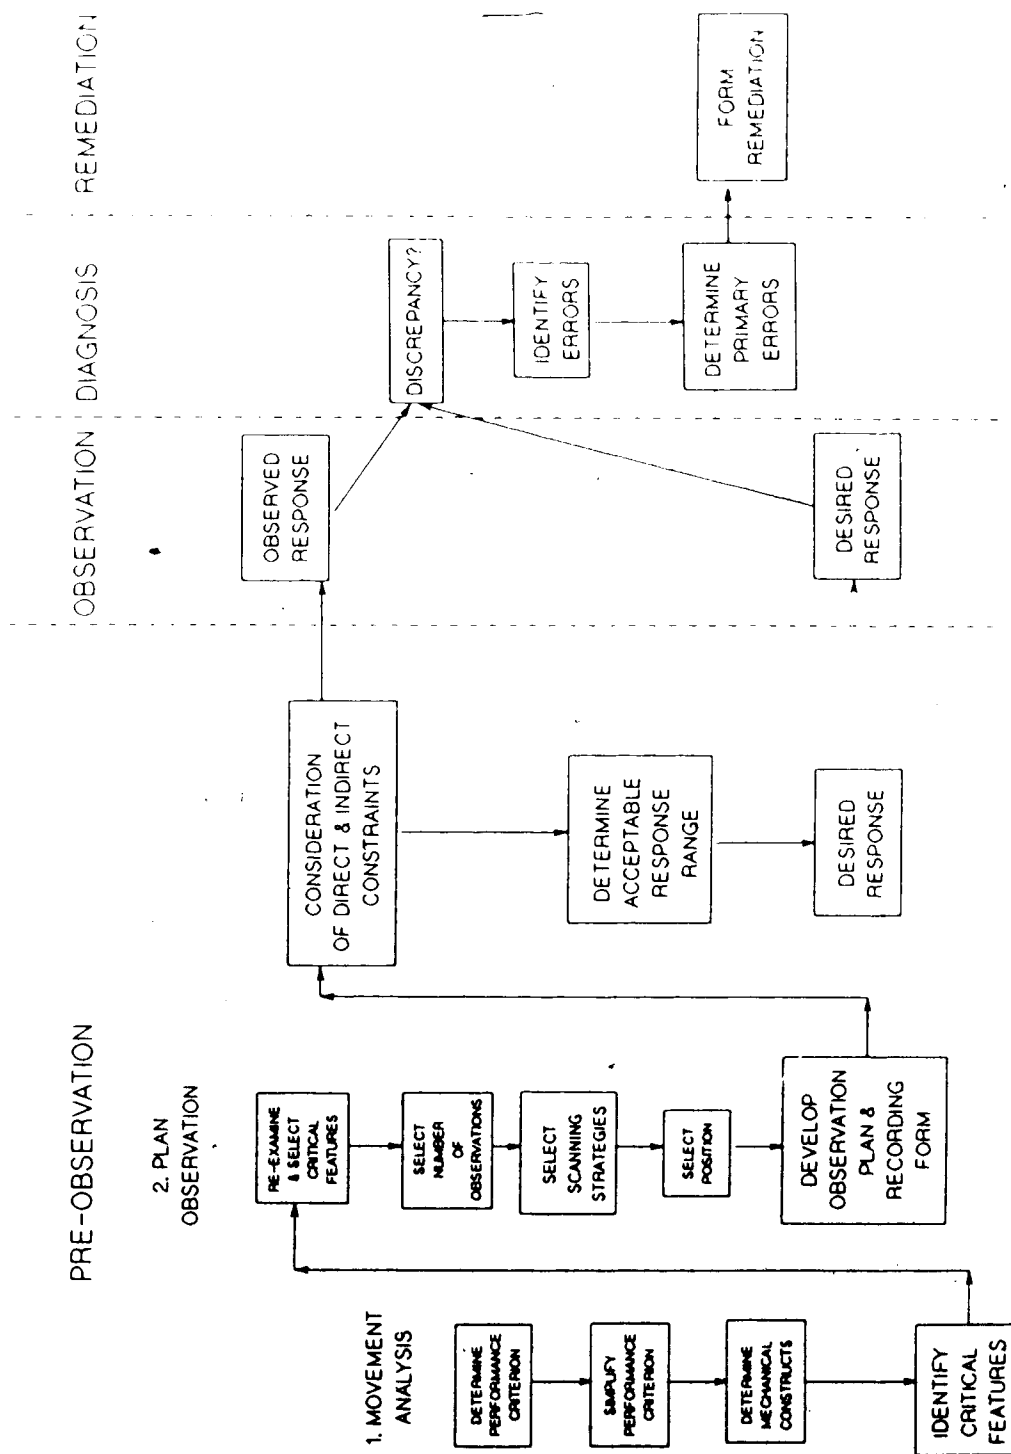 PRE-OBSERVATION
OBSERVATION
DIAGNOSIS
REMEDIATION
1. MOVEMENT
ANALYSIS
DETERMINE
PERFORMANCE
CRITERION
SIMPLIFY
PERFORMANCE
CRITERION
DETERMINE
MECHANICAL
CONSTRUCTS
IDENTIFY
CRITICAL
FEATURES
2. PLAN
OBSERVATION
RE-EXAMINE
& SELECT
CRITICAL
FEATURES
SELECT
NUMBER
OF
OBSERVATIONS
SELECT
SCANNING
STRATEGIES
SELECT
POSITION
DEVELOP
OBSERVATION
PLAN &
RECORDING
FORM
CONSIDERATION
OF DIRECT & INDIRECT
CONSTRAINTS
DETERMINE
ACCEPTABLE
RESPONSE
RANGE
DESIRED
RESPONSE
OBSERVED
RESPONSE
DESIRED
RESPONSE
DISCREPANCY?
IDENTIFY
ERRORS
DETERMINE
PRIMARY
ERRORS
FORM
REMEDIATION